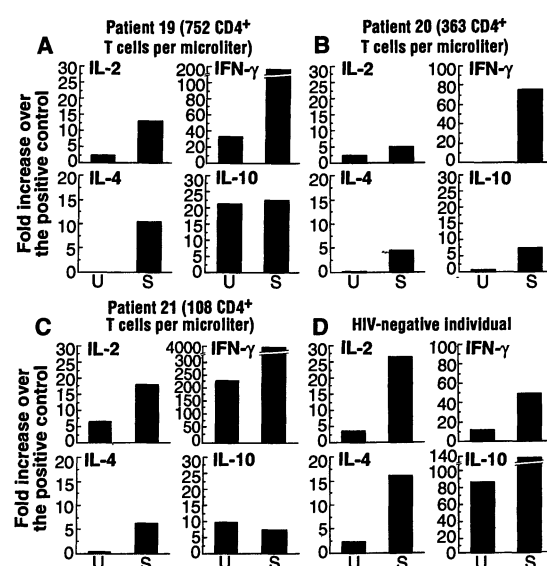 Patient 19 (752 CD4+
T cells per microliter)
A
Patient 20 (363 CD4+
T cells per microliter)
B
Fold increase over
the positive control
IL-2
30
25
20
15
10
5
0
IFN-γ
200
100
80
60
40
20
0
IL-2
30
25
20
15
10
5
0
IFN-γ
100
80
60
40
20
0
IL-4
20
15
10
5
0
U S
IL-10
30
25
20
15
10
5
0
U S
IL-4
20
15
10
5
0
U S
IL-10
30
25
20
15
10
5
0
U S
Patient 21 (108 CD4+
T cells per microliter)
C
HIV-negative individual
D
Fold increase over
the positive control
IL-2
30
25
20
15
10
5
0
IFN-γ
4000
300
250
200
150
100
50
0
IL-2
30
25
20
15
10
5
0
IFN-γ
100
80
60
40
20
0
IL-4
20
15
10
5
0
U S
IL-10
30
25
20
15
10
5
0
U S
IL-4
20
15
10
5
0
U S
IL-10
140
100
80
60
40
20
0
U S